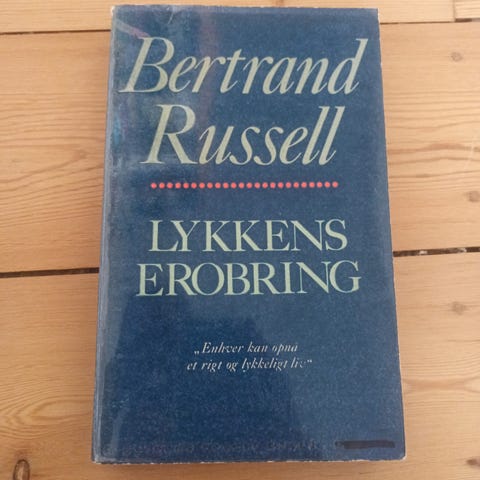 Bertrand
Russell
LYKKENS
EROBRING
„Enhver kan opnå
et rigt og lykkeligt liv“